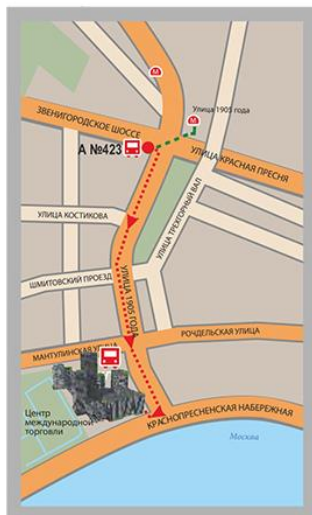 М
М
Улица 1905 года
ЗВЕНИГОРОДСКОЕ ШОССЕ
А №423
УЛИЦА КРАСНАЯ ПРЕСНЯ
УЛИЦА КОСТИКОВА
УЛИЦА ТРЕХГОРНЫЙ ВАЛ
ШМИТОВСКИЙ ПРОЕЗД
УЛИЦА 1905 ГОДА
РОЧДЕЛЬСКАЯ УЛИЦА
МАНТУЛИНСКАЯ УЛИЦА
Центр
международной
торговли
КРАСНОПРЕСНЕНСКАЯ НАБЕРЕЖНАЯ
Москва